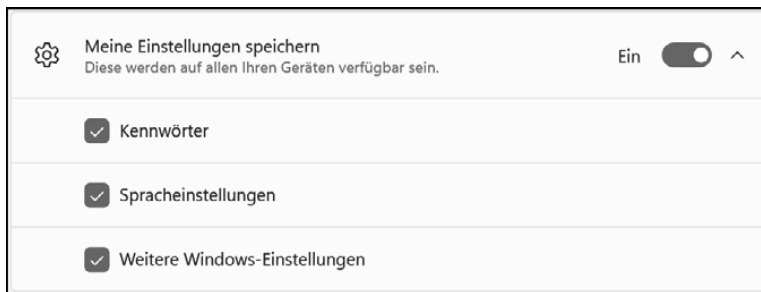 Meine Einstellungen speichern
Diese werden auf allen Ihren Geräten verfügbar sein.
Ein
Kennwörter
Spracheinstellungen
Weitere Windows-Einstellungen